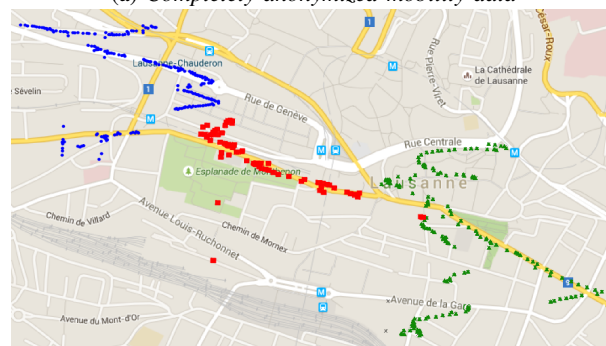 (a) Completely anonymized mobility data
César-Roux
1
M
Rue Pierre-Viret
La Cathédrale
de Lausanne
Lausanne-Chauderon
Sévelin
1
Rue de Genève
M
M
Rue Centrale
M
Esplanade de Montbenon
Lausanne
Chemin de Villard
Avenue Louis-Ruchonnet
Chemin de Mornex
9
M
Avenue de la Gare
Avenue du Mont-d'Or